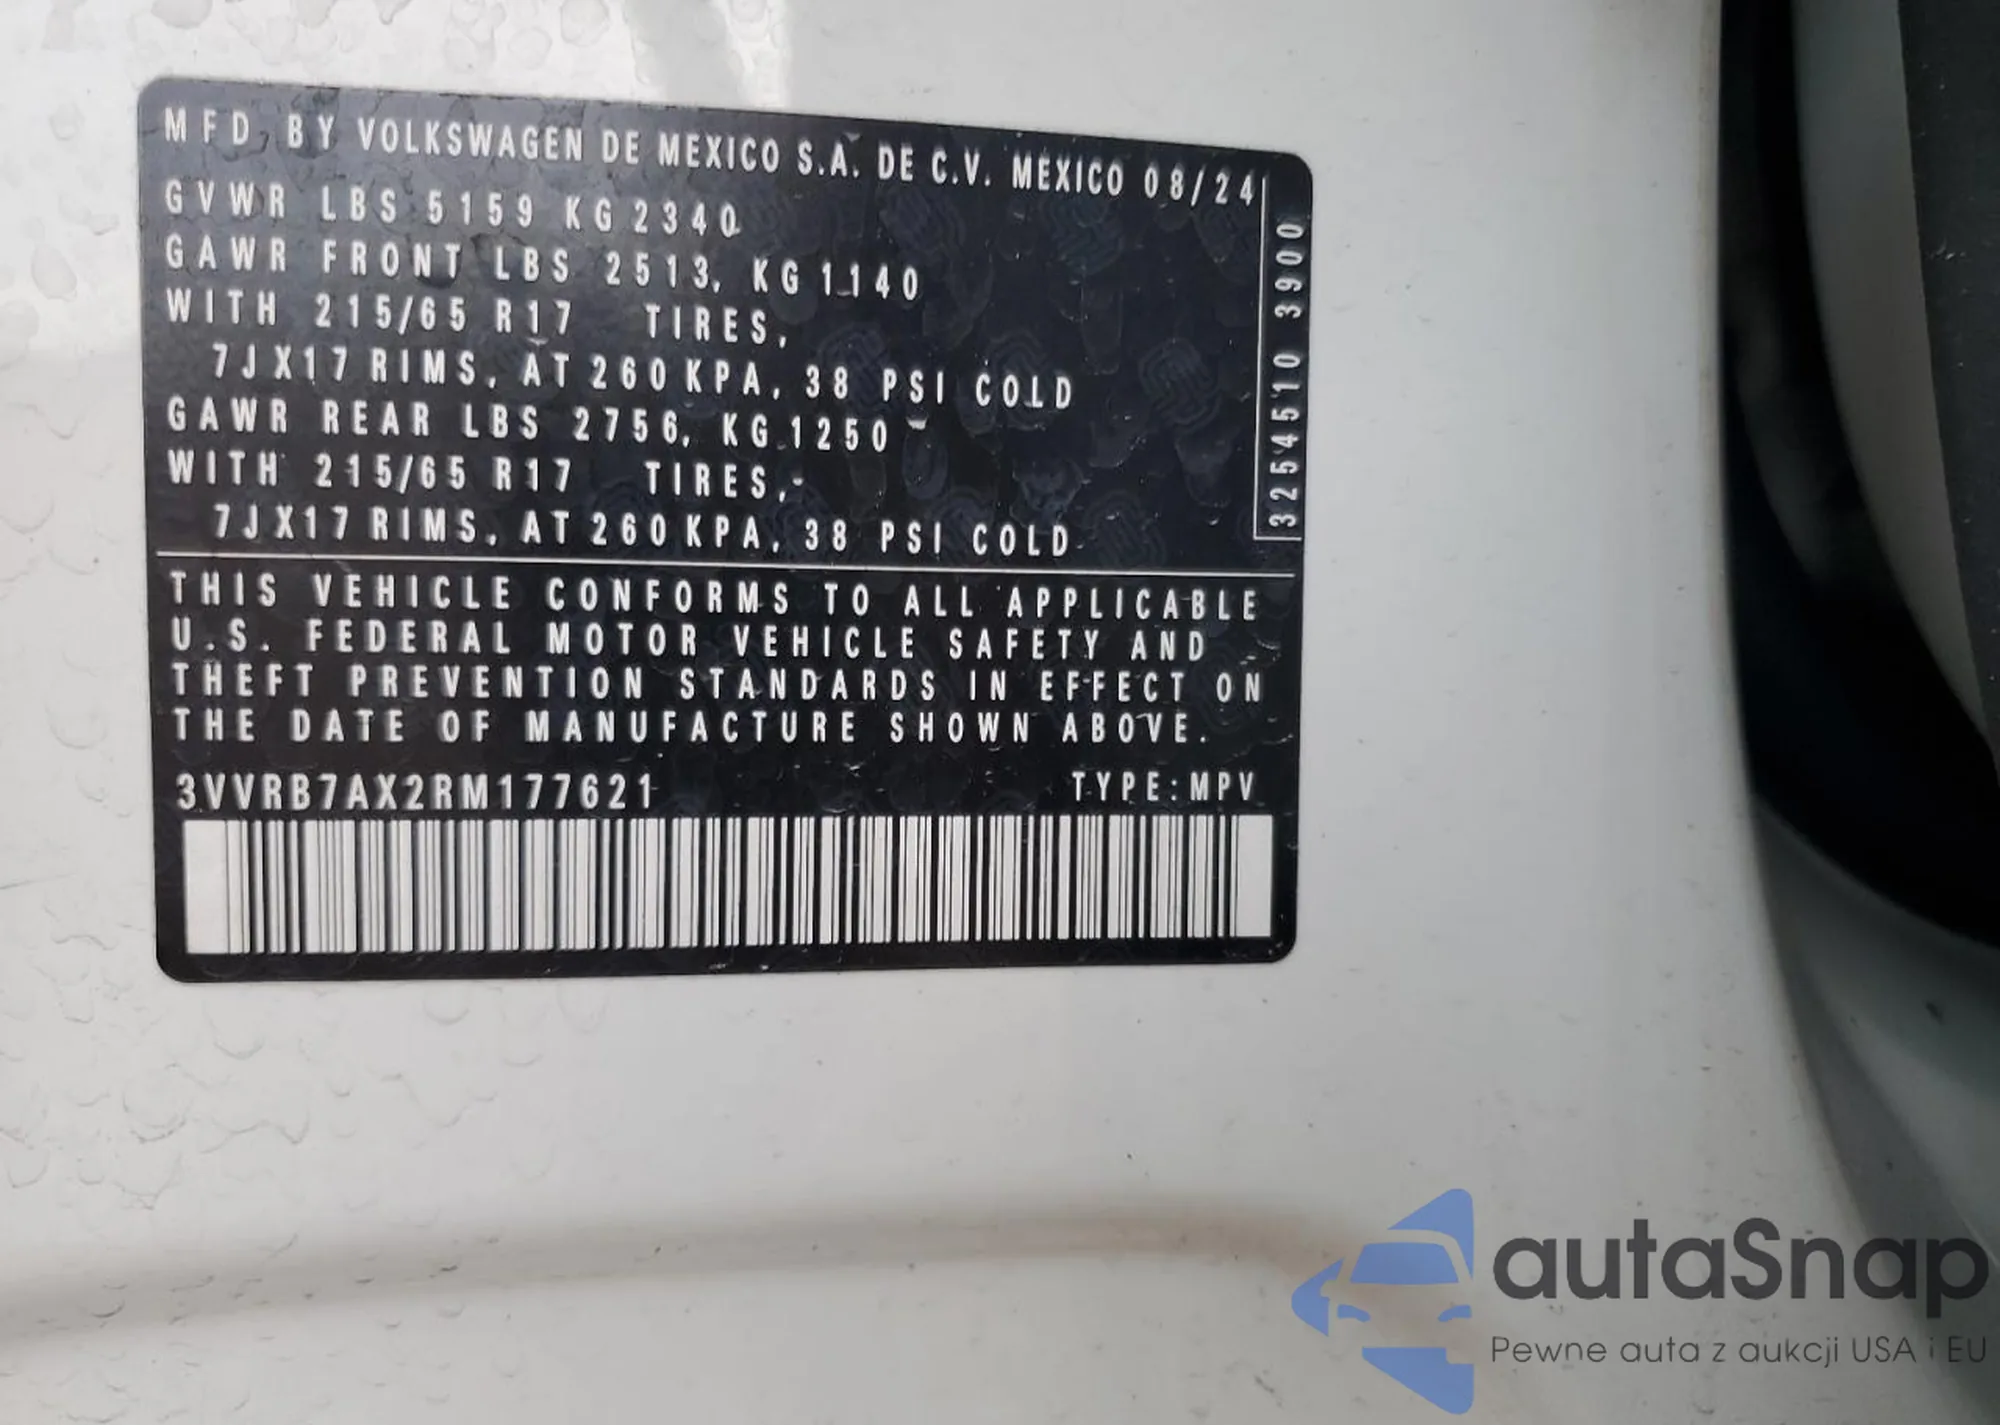 MFD. BY VOLKSWAGEN DE MEXICO S.A. DE C.V. MEXICO 08/24
GVWR LBS 5159 KG 2340
GAWR FRONT LBS 2513, KG 1140
WITH 215/65 R17 TIRES,
7JX17 RIMS, AT 260 KPA, 38 PSI COLD
GAWR REAR LBS 2756, KG 1250
WITH 215/65 R17 TIRES,
7JX17 RIMS, AT 260 KPA, 38 PSI COLD
3254510 3900
THIS VEHICLE CONFORMS TO ALL APPLICABLE
U.S. FEDERAL MOTOR VEHICLE SAFETY AND
THEFT PREVENTION STANDARDS IN EFFECT ON
THE DATE OF MANUFACTURE SHOWN ABOVE.
3VVRB7AX2RM177621 TYPE: MPV
autaSnap
Pewne auta z aukcji USA i EU